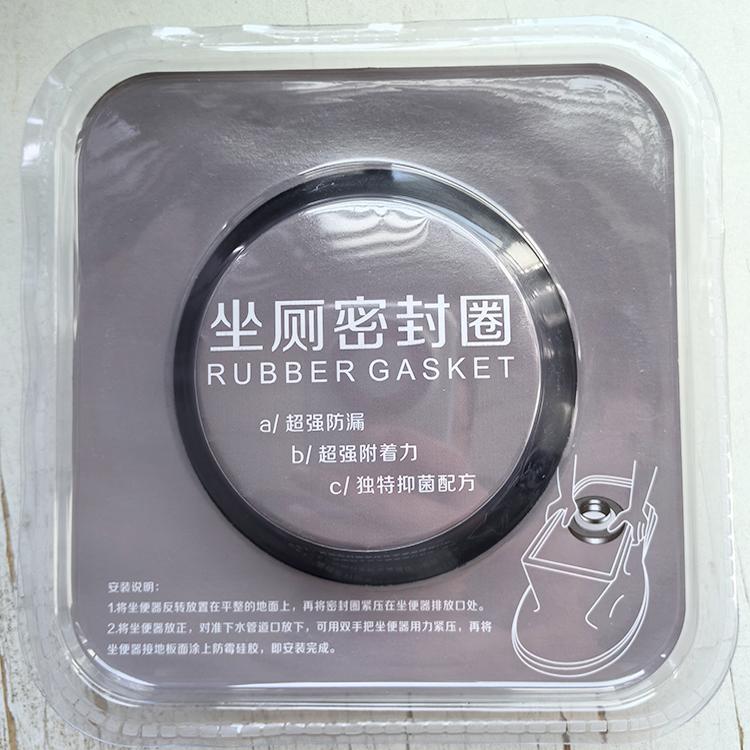 坐厕密封圈
RUBBER GASKET
a/ 超强防漏
b/ 超强附着力
c/ 独特抑菌配方
安装说明：
1.将坐便器反转放置在平整的地面上，再将密封圈紧压在坐便器排放口处。
2.将坐便器放正，对准下水管道口放下，可用双手把坐便器用力紧压，再将
坐便器接地板面涂上防霉硅胶，即安装完成。